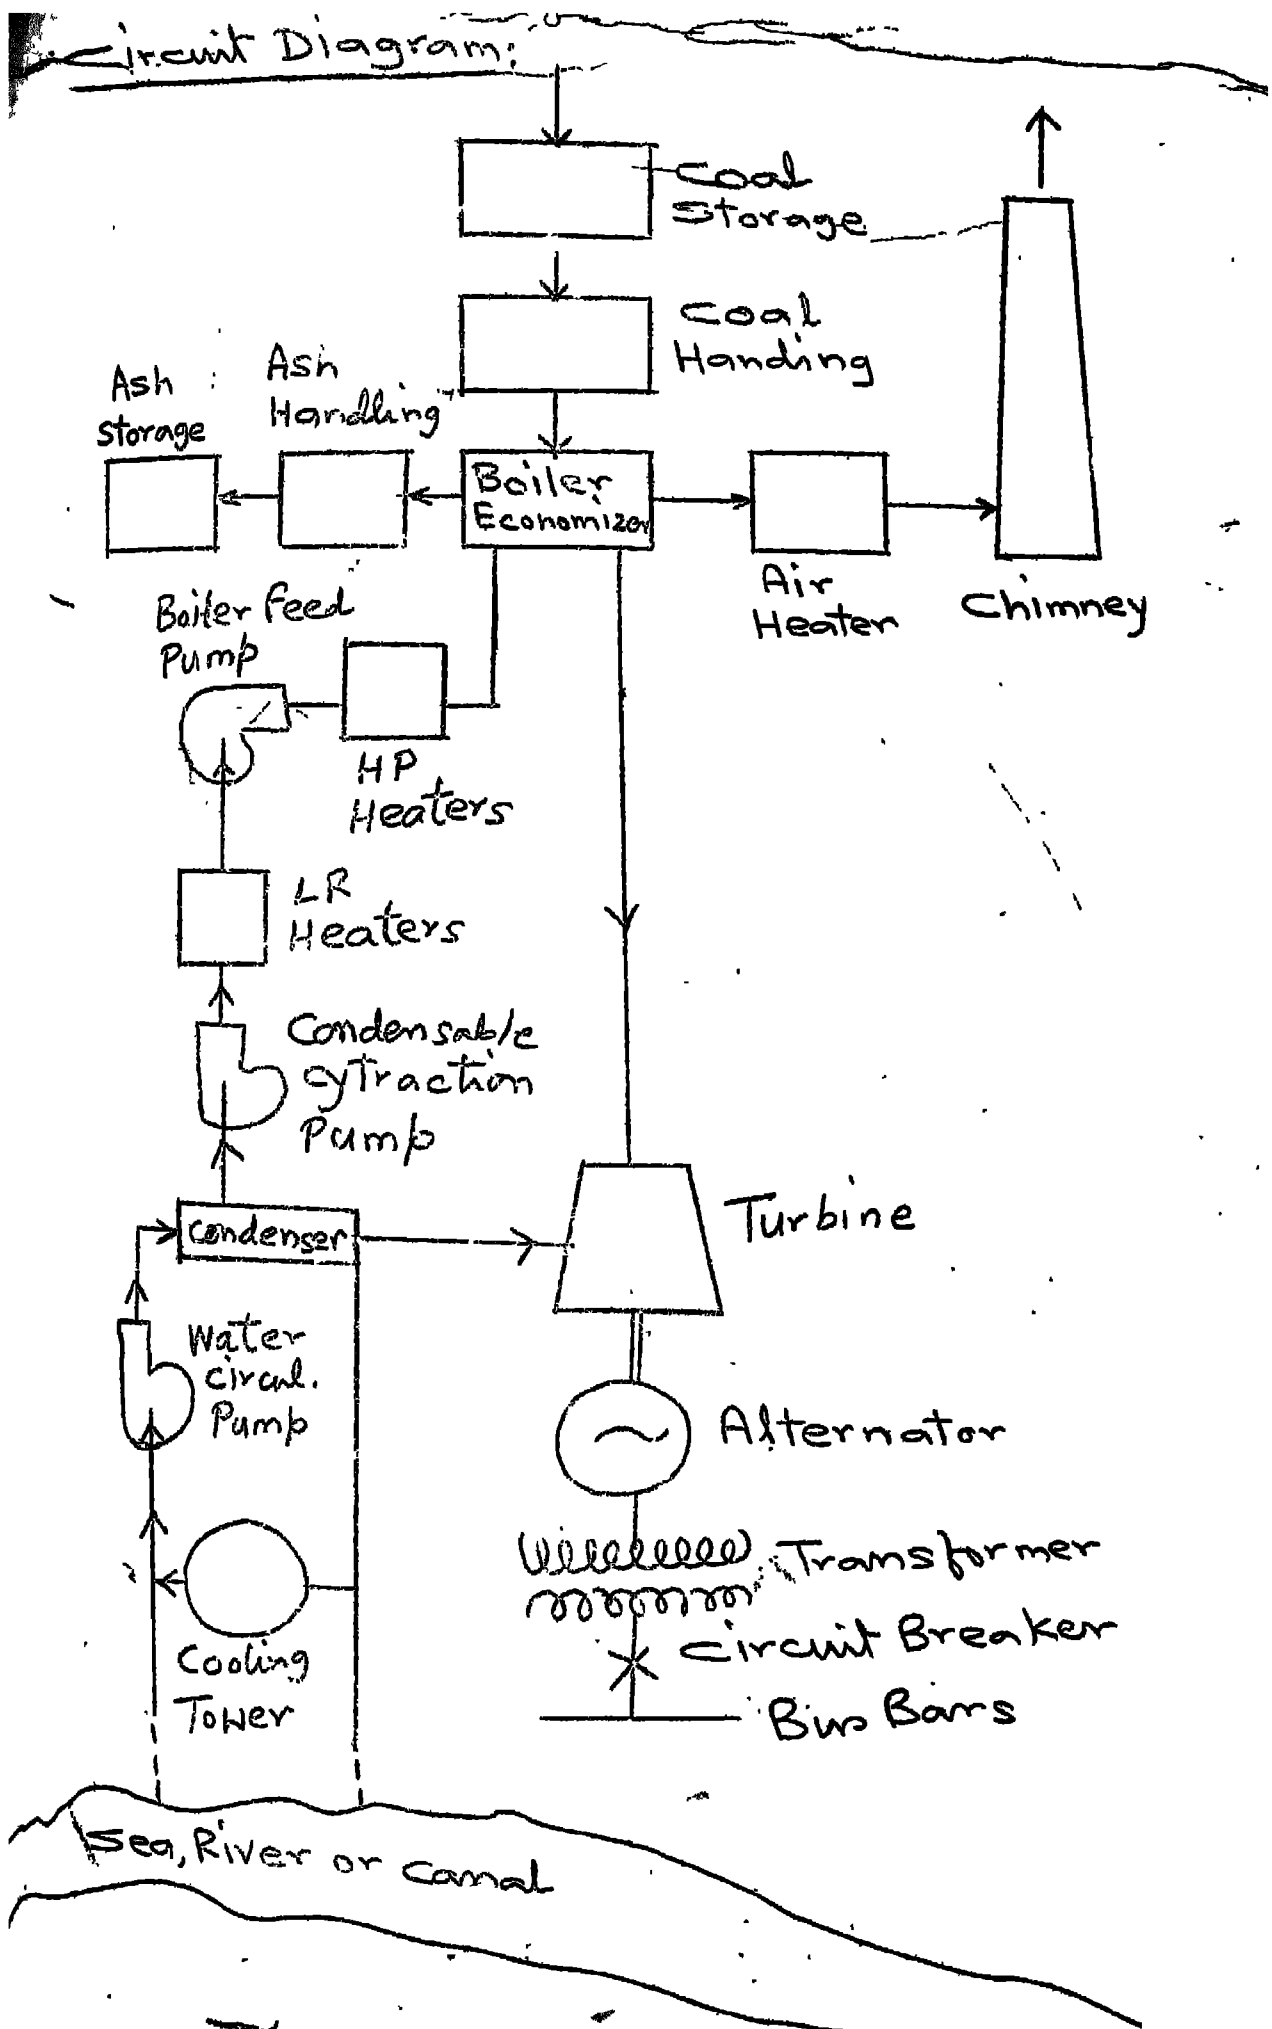 Circuit Diagram:
Coal
Storage
Coal
Handing
Ash
Storage
Ash
Handling
Boiler
Economizer
Air
Heater
Chimney
Boiler feed
Pump
HP
Heaters
LR
Heaters
Condensable
cytraction
Pump
Condenser
Turbine
Water
circul.
Pump
Alternator
Transformer
Circuit Breaker
Bus Bars
Cooling
Tower
Sea, River or Canal